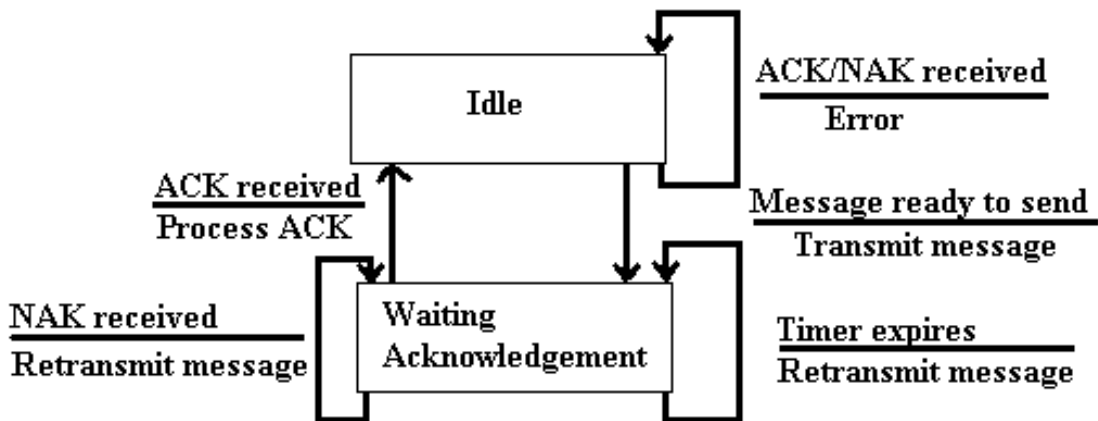 Idle
ACK/NAK received
Error
ACK received
Process ACK
Message ready to send
Transmit message
NAK received
Retransmit message
Waiting
Acknowledgement
Timer expires
Retransmit message